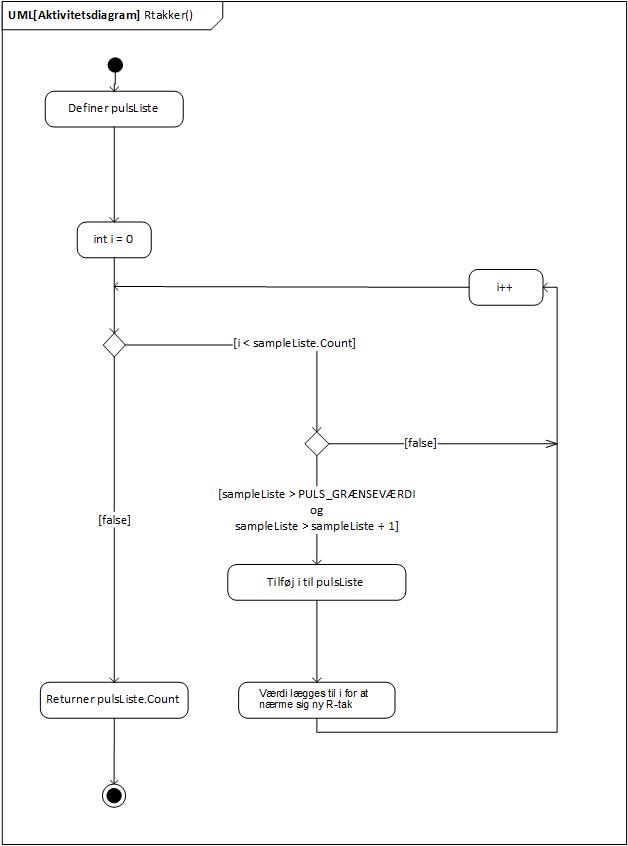 UML[Aktivitetsdiagram] Rtakker()
Definer pulsListe
int i = 0
i++
[i < sampleListe.Count]
[false]
[sampleListe > PULS_GRÆNSEVÆRDI
og
sampleListe > sampleListe + 1]
[false]
Tilføj i til pulsListe
Returner pulsListe.Count
Værdi lægges til i for at
nærme sig ny R-tak